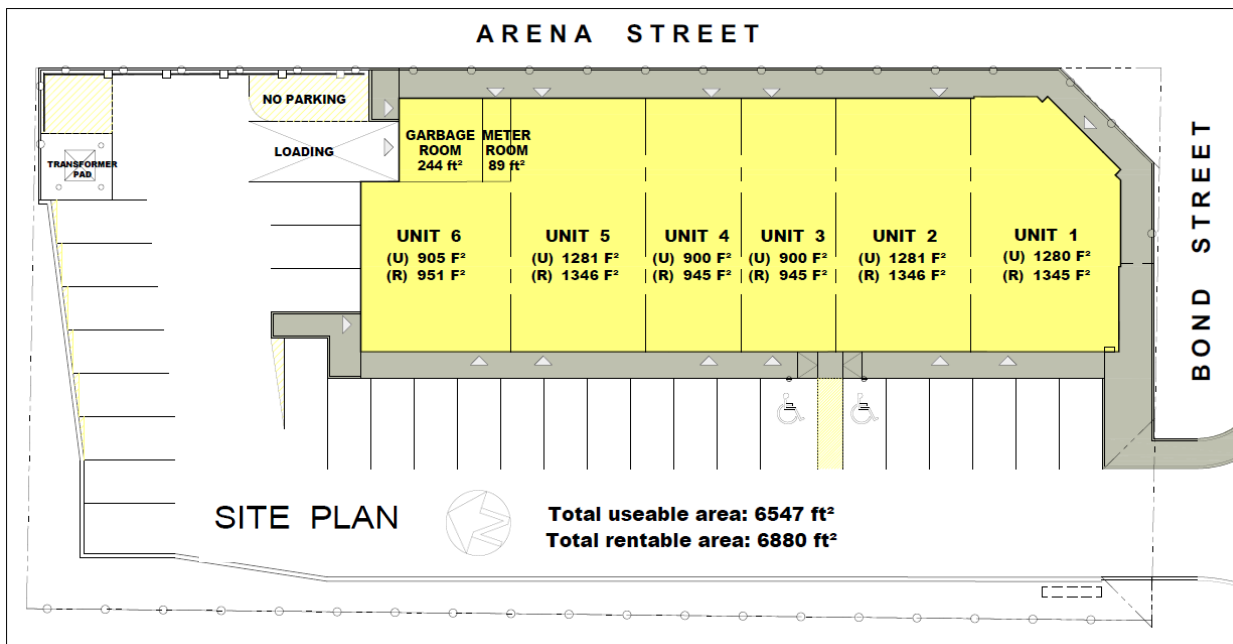 ARENA STREET
NO PARKING
LOADING
TRANSFORMER
PAD
GARBAGE
ROOM
244 ft²
METER
ROOM
89 ft²
UNIT 6
(U) 905 F²
(R) 951 F²
UNIT 5
(U) 1281 F²
(R) 1346 F²
UNIT 4
(U) 900 F²
(R) 945 F²
UNIT 3
(U) 900 F²
(R) 945 F²
UNIT 2
(U) 1281 F²
(R) 1346 F²
UNIT 1
(U) 1280 F²
(R) 1345 F²
BOND STREET
SITE PLAN
Total useable area: 6547 ft²
Total rentable area: 6880 ft²